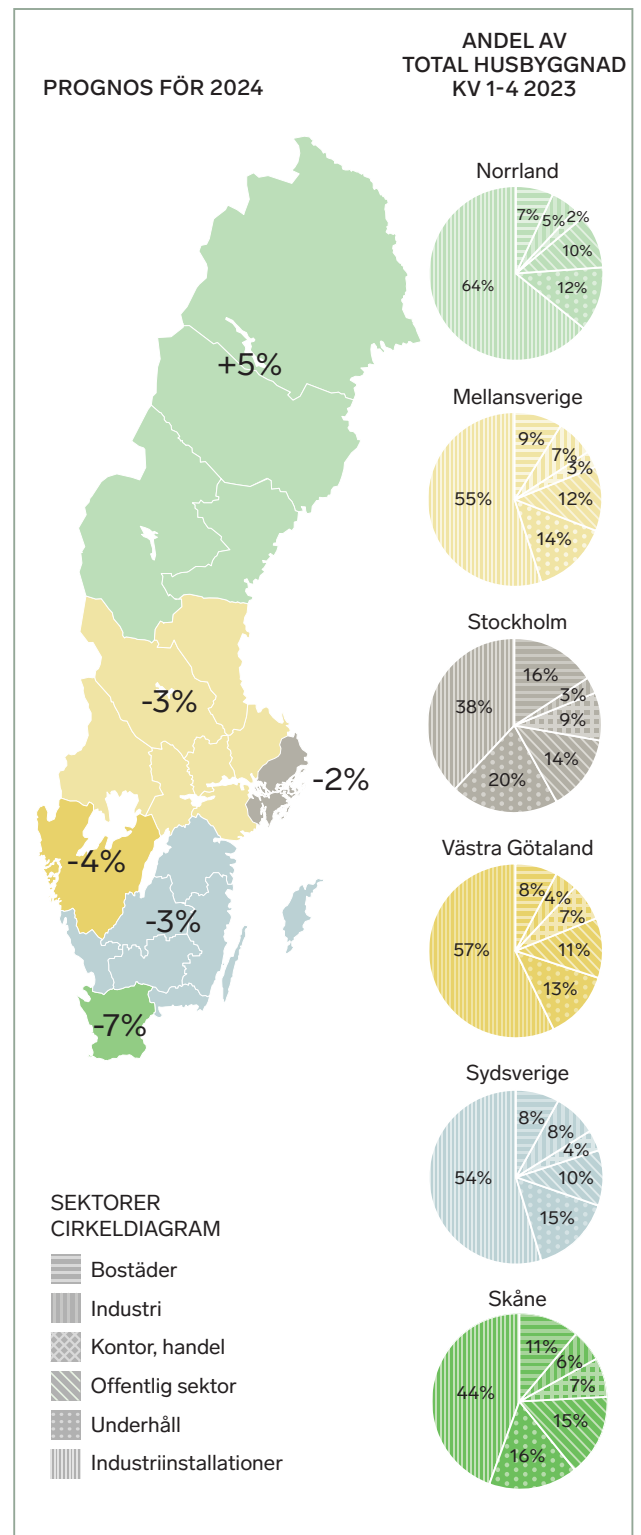 PROGNOS FÖR 2024
+5%
-3%
-2%
-4%
-3%
-7%
ANDEL AV
TOTAL HUSBYGGNAD
KV 1-4 2023
Norrland
7%
5%
2%
10%
12%
64%
Mellansverige
9%
7%
3%
12%
14%
55%
Stockholm
16%
3%
9%
14%
20%
38%
Västra Götaland
8%
4%
7%
11%
13%
57%
Sydsverige
8%
8%
4%
10%
15%
54%
Skåne
11%
6%
7%
15%
16%
44%
SEKTORER
CIRKELDIAGRAM
Bostäder
Industri
Kontor, handel
Offentlig sektor
Underhåll
Industriinstallationer